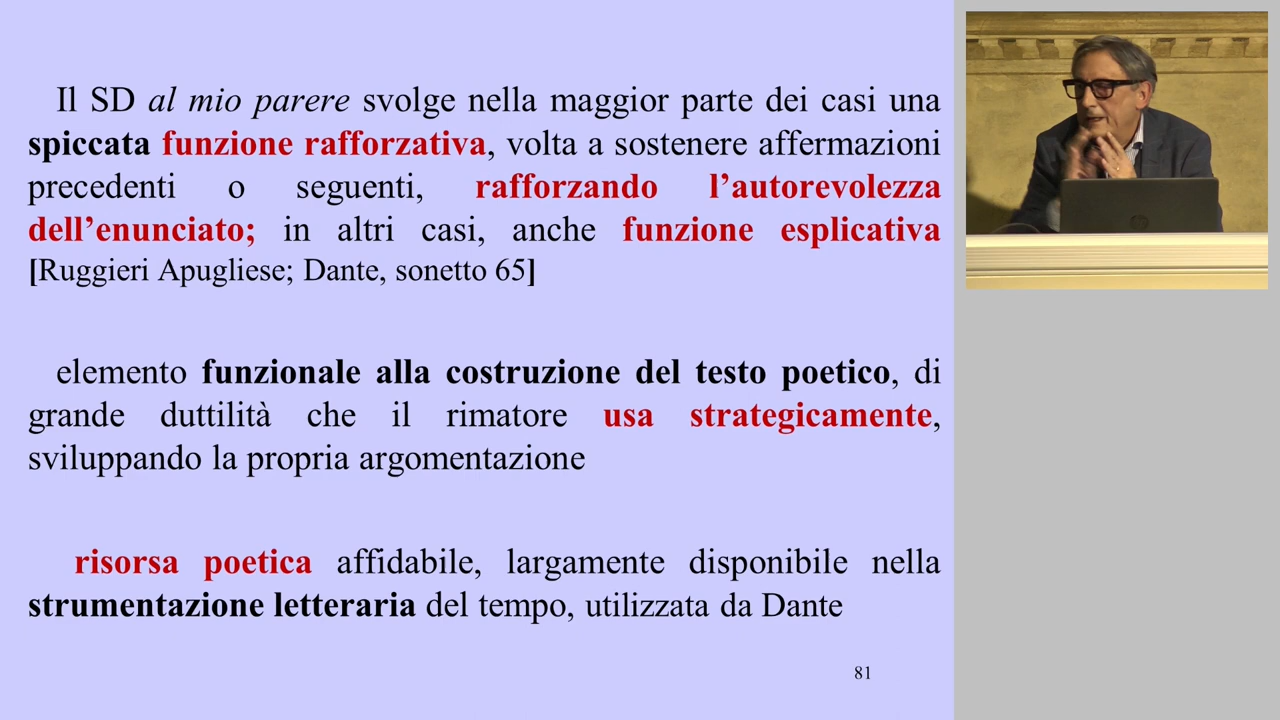 Il SD al mio parere svolge nella maggior parte dei casi una
spiccata funzione rafforzativa, volta a sostenere affermazioni
precedenti o seguenti, rafforzando l’autorevolezza
dell’enunciato; in altri casi, anche funzione esplicativa
[Ruggieri Apugliese; Dante, sonetto 65]
elemento funzionale alla costruzione del testo poetico, di
grande duttilità che il rimatore usa strategicamente,
sviluppando la propria argomentazione
risorsa poetica affidabile, largamente disponibile nella
strumentazione letteraria del tempo, utilizzata da Dante
81